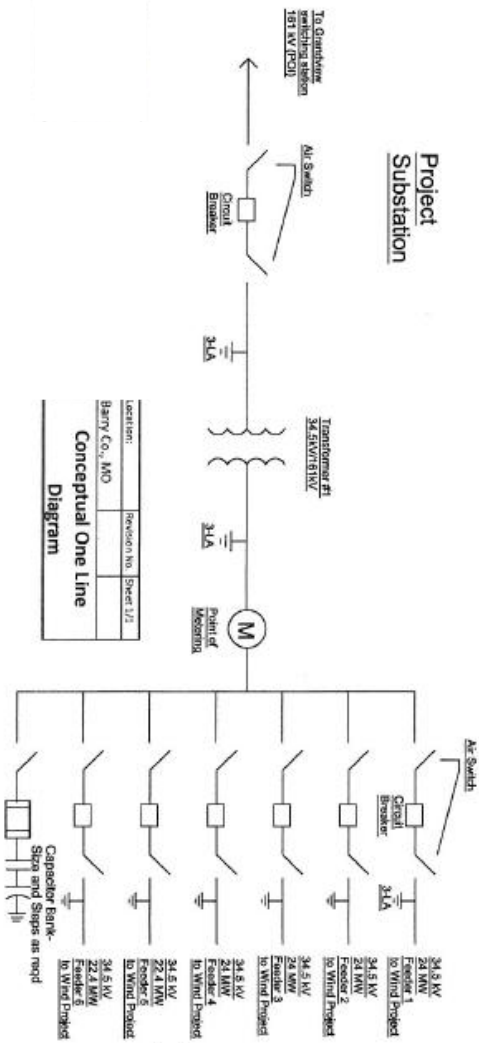 Project
Substation
To Grandview
switching station
161 kV (POI)
Air Switch
Circuit
Breaker
3-LA
Transformer #1
34.5kV/161kV
3-LA
M
Point of
Metering
Air Switch
Circuit
Breaker
3-LA
34.5 kV
24 MW
Feeder 1
to Wind Project
34.5 kV
24 MW
Feeder 2
to Wind Project
34.5 kV
24 MW
Feeder 3
to Wind Project
34.5 kV
24 MW
Feeder 4
to Wind Project
34.5 kV
22.4 MW
Feeder 5
to Wind Project
34.5 kV
22.4 MW
Feeder 6
to Wind Project
Capacitor Bank-
Size and Steps as reqd
Location: Revision No. Sheet 1/1
Barry Co., MO
Conceptual One Line
Diagram